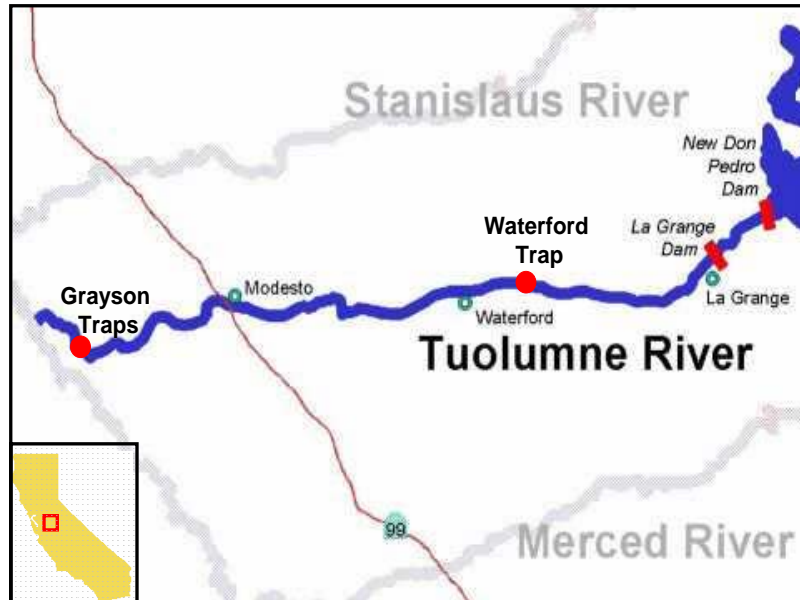 Stanislaus River
New Don
Pedro
Dam
Waterford
Trap
La Grange
Dam
Grayson
Traps
Modesto
La Grange
Waterford
Tuolumne River
99
Merced River